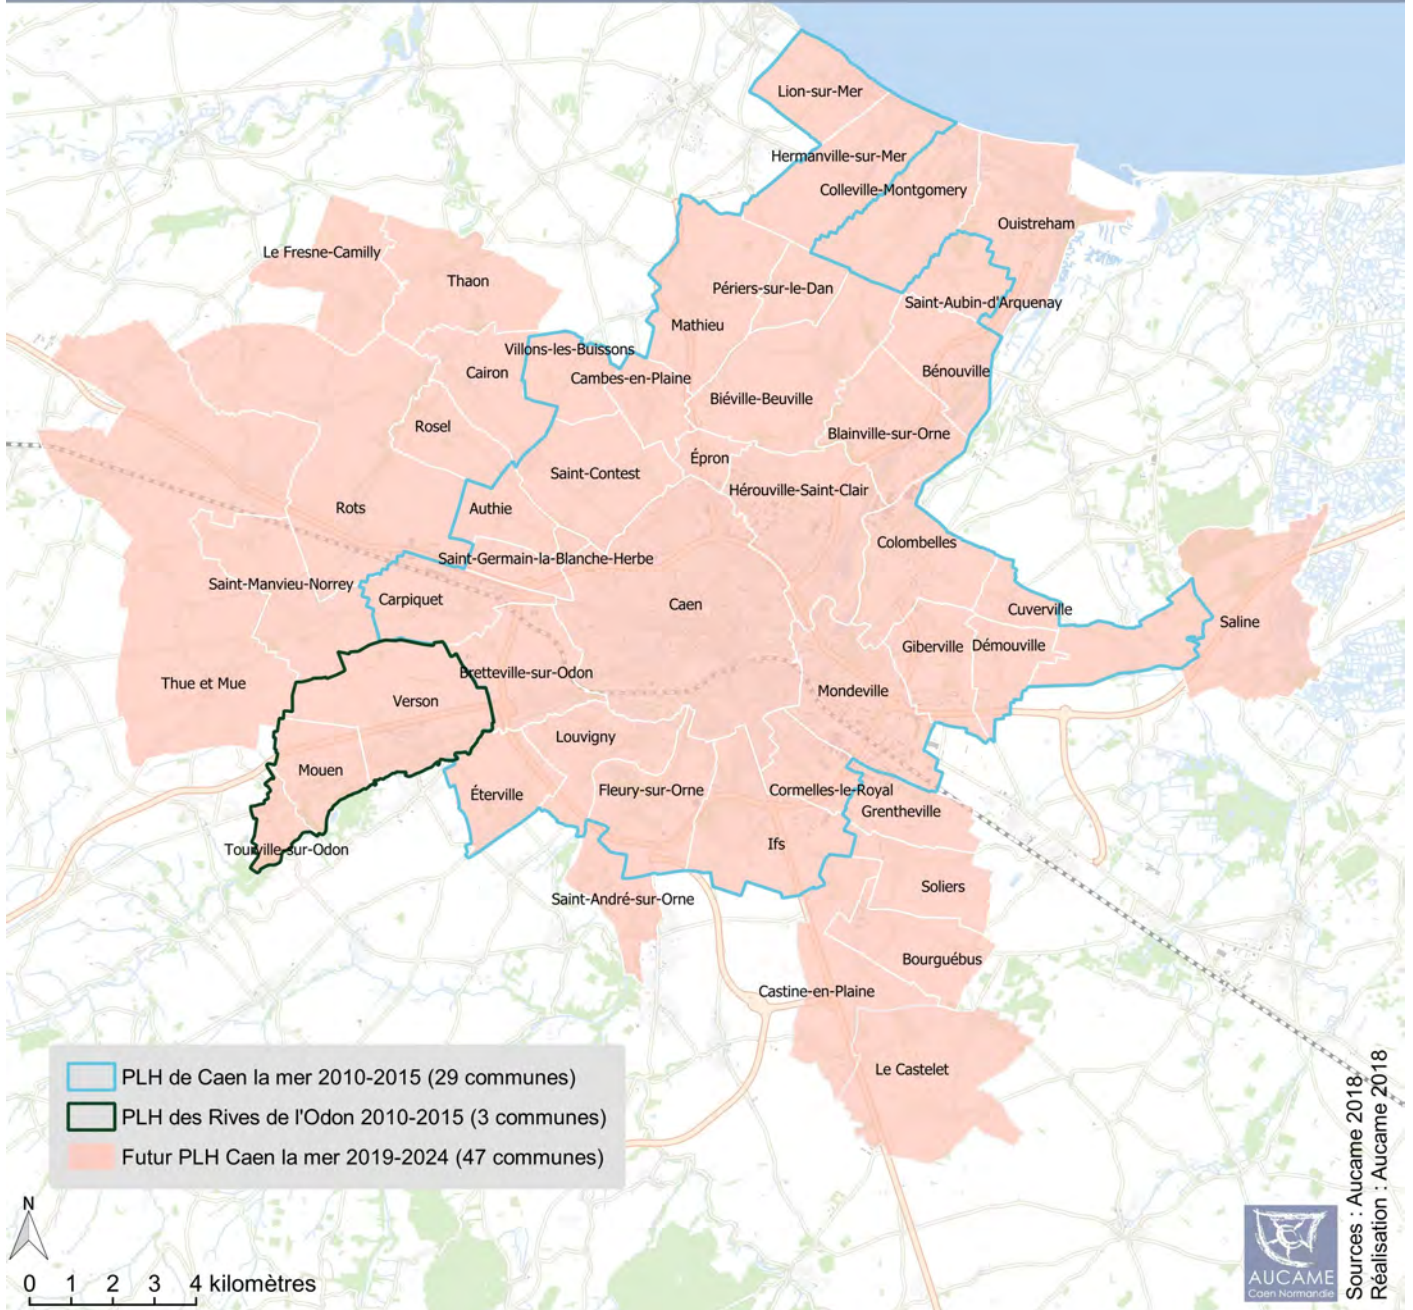 Lion-sur-Mer
Hermanville-sur-Mer
Colleville-Montgomery
Ouistreham
Le Fresne-Camilly
Thaon
Périers-sur-le-Dan
Saint-Aubin-d'Arquenay
Mathieu
Villons-les-Buissons
Cairon
Cambes-en-Plaine
Bénouville
Biéville-Beuville
Rosel
Blainville-sur-Orne
Épron
Saint-Contest
Hérouville-Saint-Clair
Rots
Authie
Colombelles
Saint-Germain-la-Blanche-Herbe
Saint-Manvieu-Norrey
Carpiquet
Caen
Cuverville
Saline
Giberville
Démouville
Bretteville-sur-Odon
Thue et Mue
Verson
Mondeville
Louvigny
Mouen
Éterville
Fleury-sur-Orne
Cormelles-le-Royal
Grentheville
Tourville-sur-Odon
Ifs
Soliers
Saint-André-sur-Orne
Bourguébus
Castine-en-Plaine
Le Castelet
PLH de Caen la mer 2010-2015 (29 communes)
PLH des Rives de l'Odon 2010-2015 (3 communes)
Futur PLH Caen la mer 2019-2024 (47 communes)
N
0 1 2 3 4 kilomètres
AUCAME
Caen Normandie
Sources : Aucame 2018
Réalisation : Aucame 2018